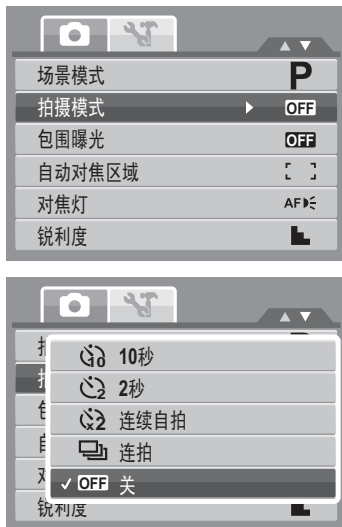 场景模式 P
拍摄模式 OFF
包围曝光 OFF
自动对焦区域
对焦灯 AF
锐利度
10秒
2秒
x2 连续自拍
连拍
OFF 关
锐利度